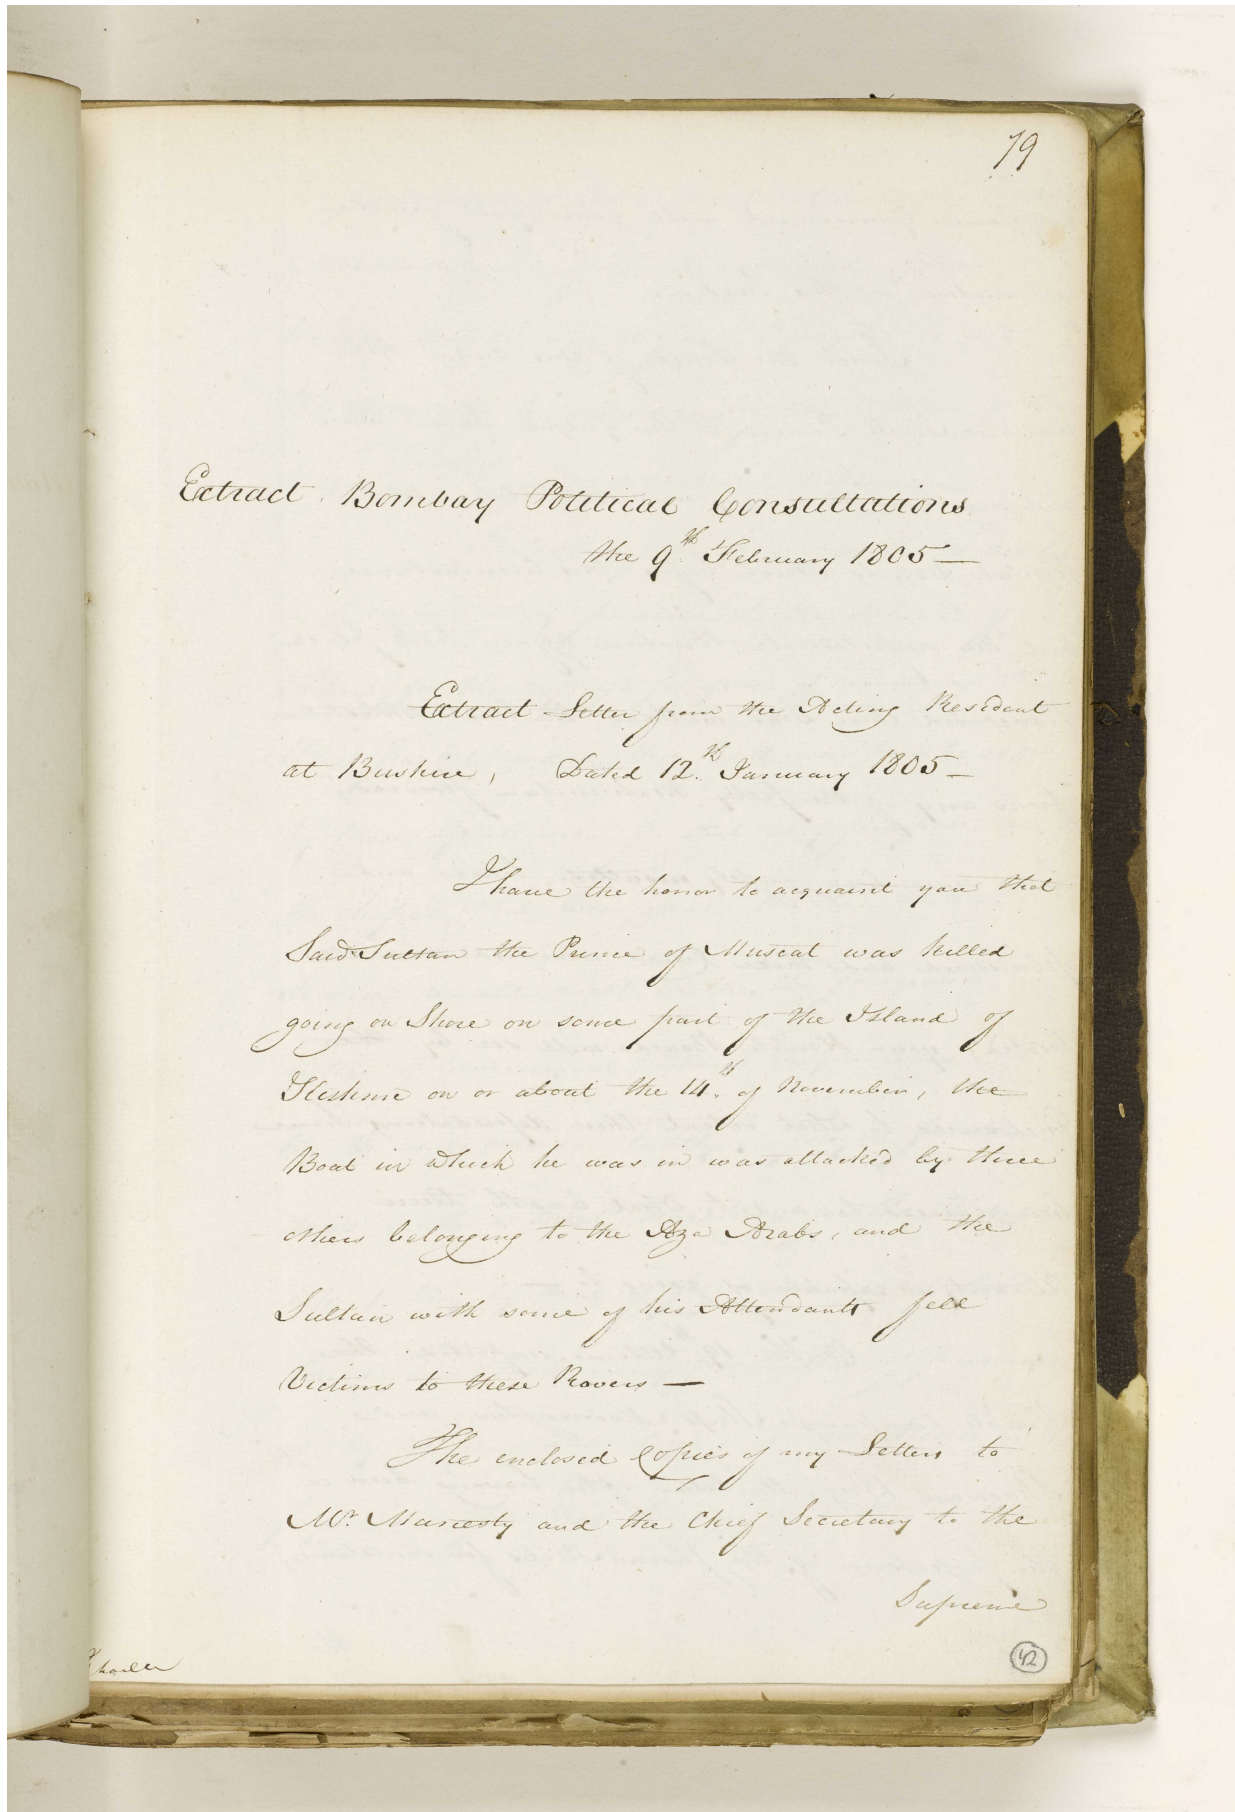 79
Extract Bombay Political Consultations
the 9th February 1805 —
Extract Letter from the Acting Resident
at Bushire, Dated 12th January 1805 —
I have the honor to acquaint you that
Said Sultan the Prince of Muscat was killed
going on Shore on some part of the Island of
Kishme on or about the 14th of November, the
Boat in which he was in was attacked by three
others belonging to the Aza Arabs, and the
Sultan with some of his Attendants fell
Victims to these Rovers —
The enclosed Copies of my Letters to
Mr. Manesty and the Chief Secretary to the
Supreme
42